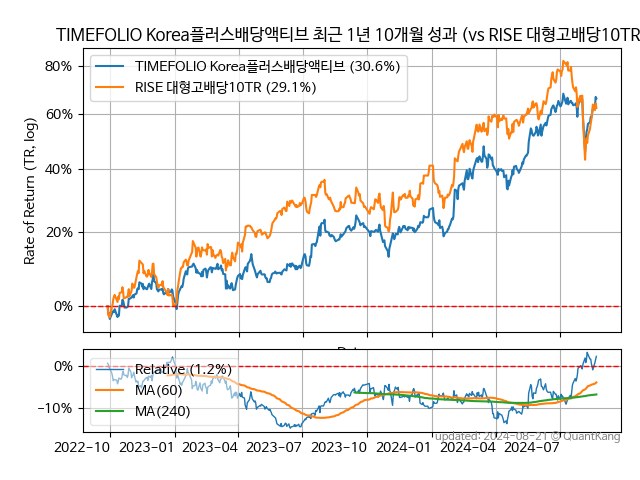 TIMEFOLIO Korea플러스배당액티브 최근 1년 10개월 성과 (vs RISE 대형고배당10TR
Rate of Return (TR, log)
80%
60%
40%
20%
0%
TIMEFOLIO Korea플러스배당액티브 (30.6%)
RISE 대형고배당10TR (29.1%)
0%
−10%
Relative (1.2%)
MA(60)
MA(240)
2022−10 2023−01 2023−04 2023−07 2023−10 2024−01 2024−04 2024−07
updated: 2024-08-21 © QuantKang